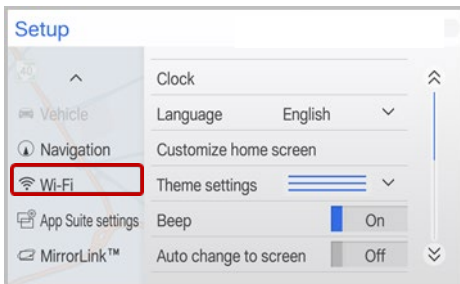 Setup
40
Vehicle
Navigation
Wi-Fi
App Suite settings
MirrorLink™
Clock
Language English
Customize home screen
Theme settings
Beep On
Auto change to screen Off